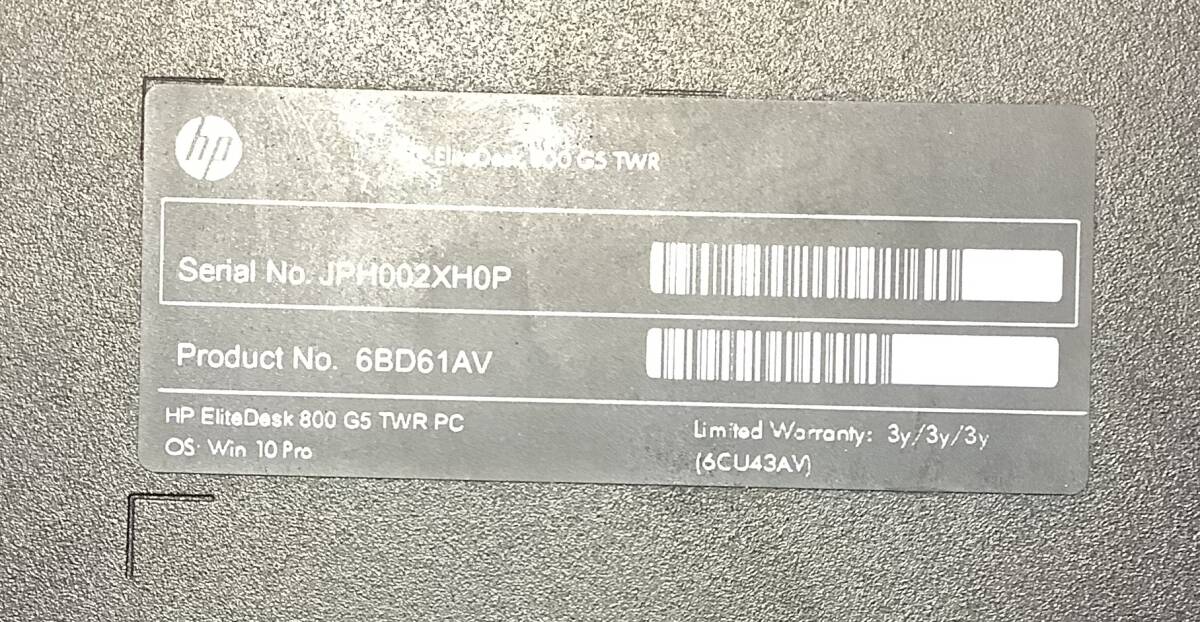 hp
HP EliteDesk 800 G5 TWR
Serial No. JPH002XH0P
Product No. 6BD61AV
HP EliteDesk 800 G5 TWR PC
OS: Win 10 Pro
Limited Warranty: 3y/3y/3y
(6CU43AV)